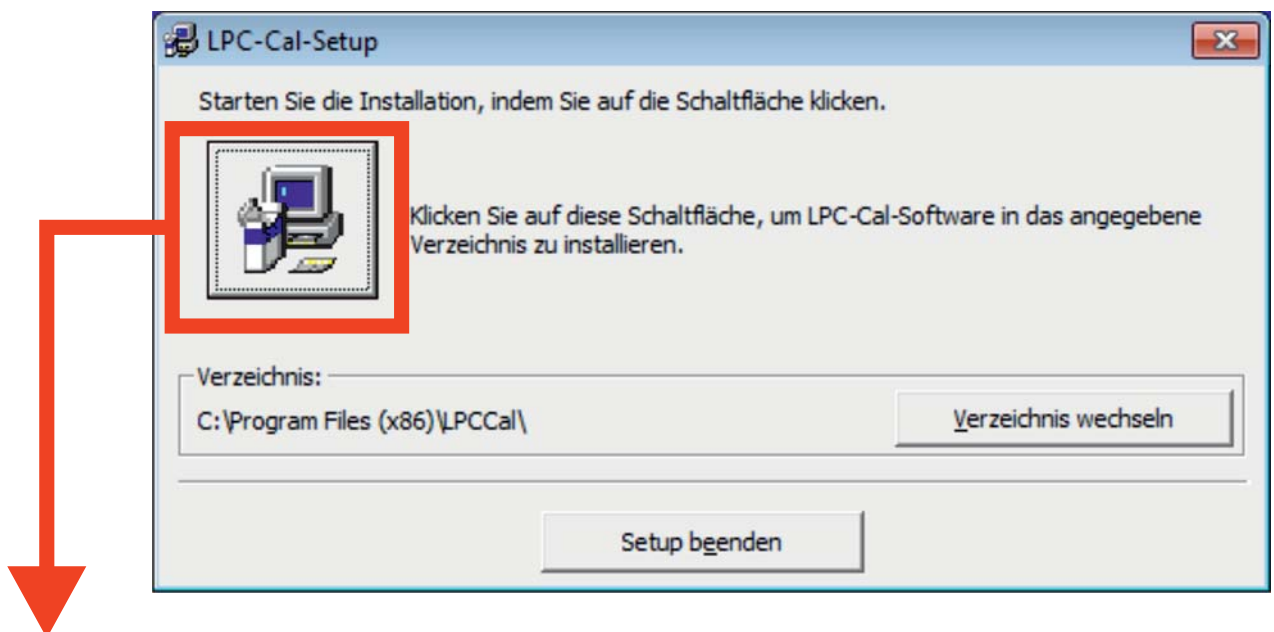 LPC-Cal-Setup
Starten Sie die Installation, indem Sie auf die Schaltfläche klicken.
Klicken Sie auf diese Schaltfläche, um LPC-Cal-Software in das angegebene
Verzeichnis zu installieren.
Verzeichnis:
C:\Program Files (x86)\LPCCal\
Verzeichnis wechseln
Setup beenden